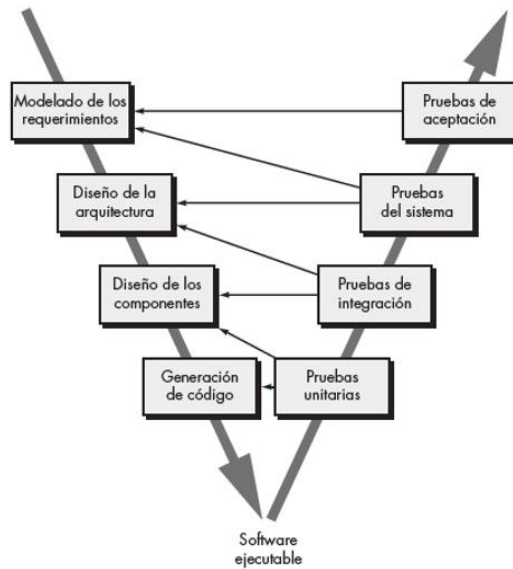 Modelado de los
requerimientos
Pruebas de
aceptación
Diseño de la
arquitectura
Pruebas
del sistema
Diseño de los
componentes
Pruebas de
integración
Generación
de código
Pruebas
unitarias
Software
ejecutable